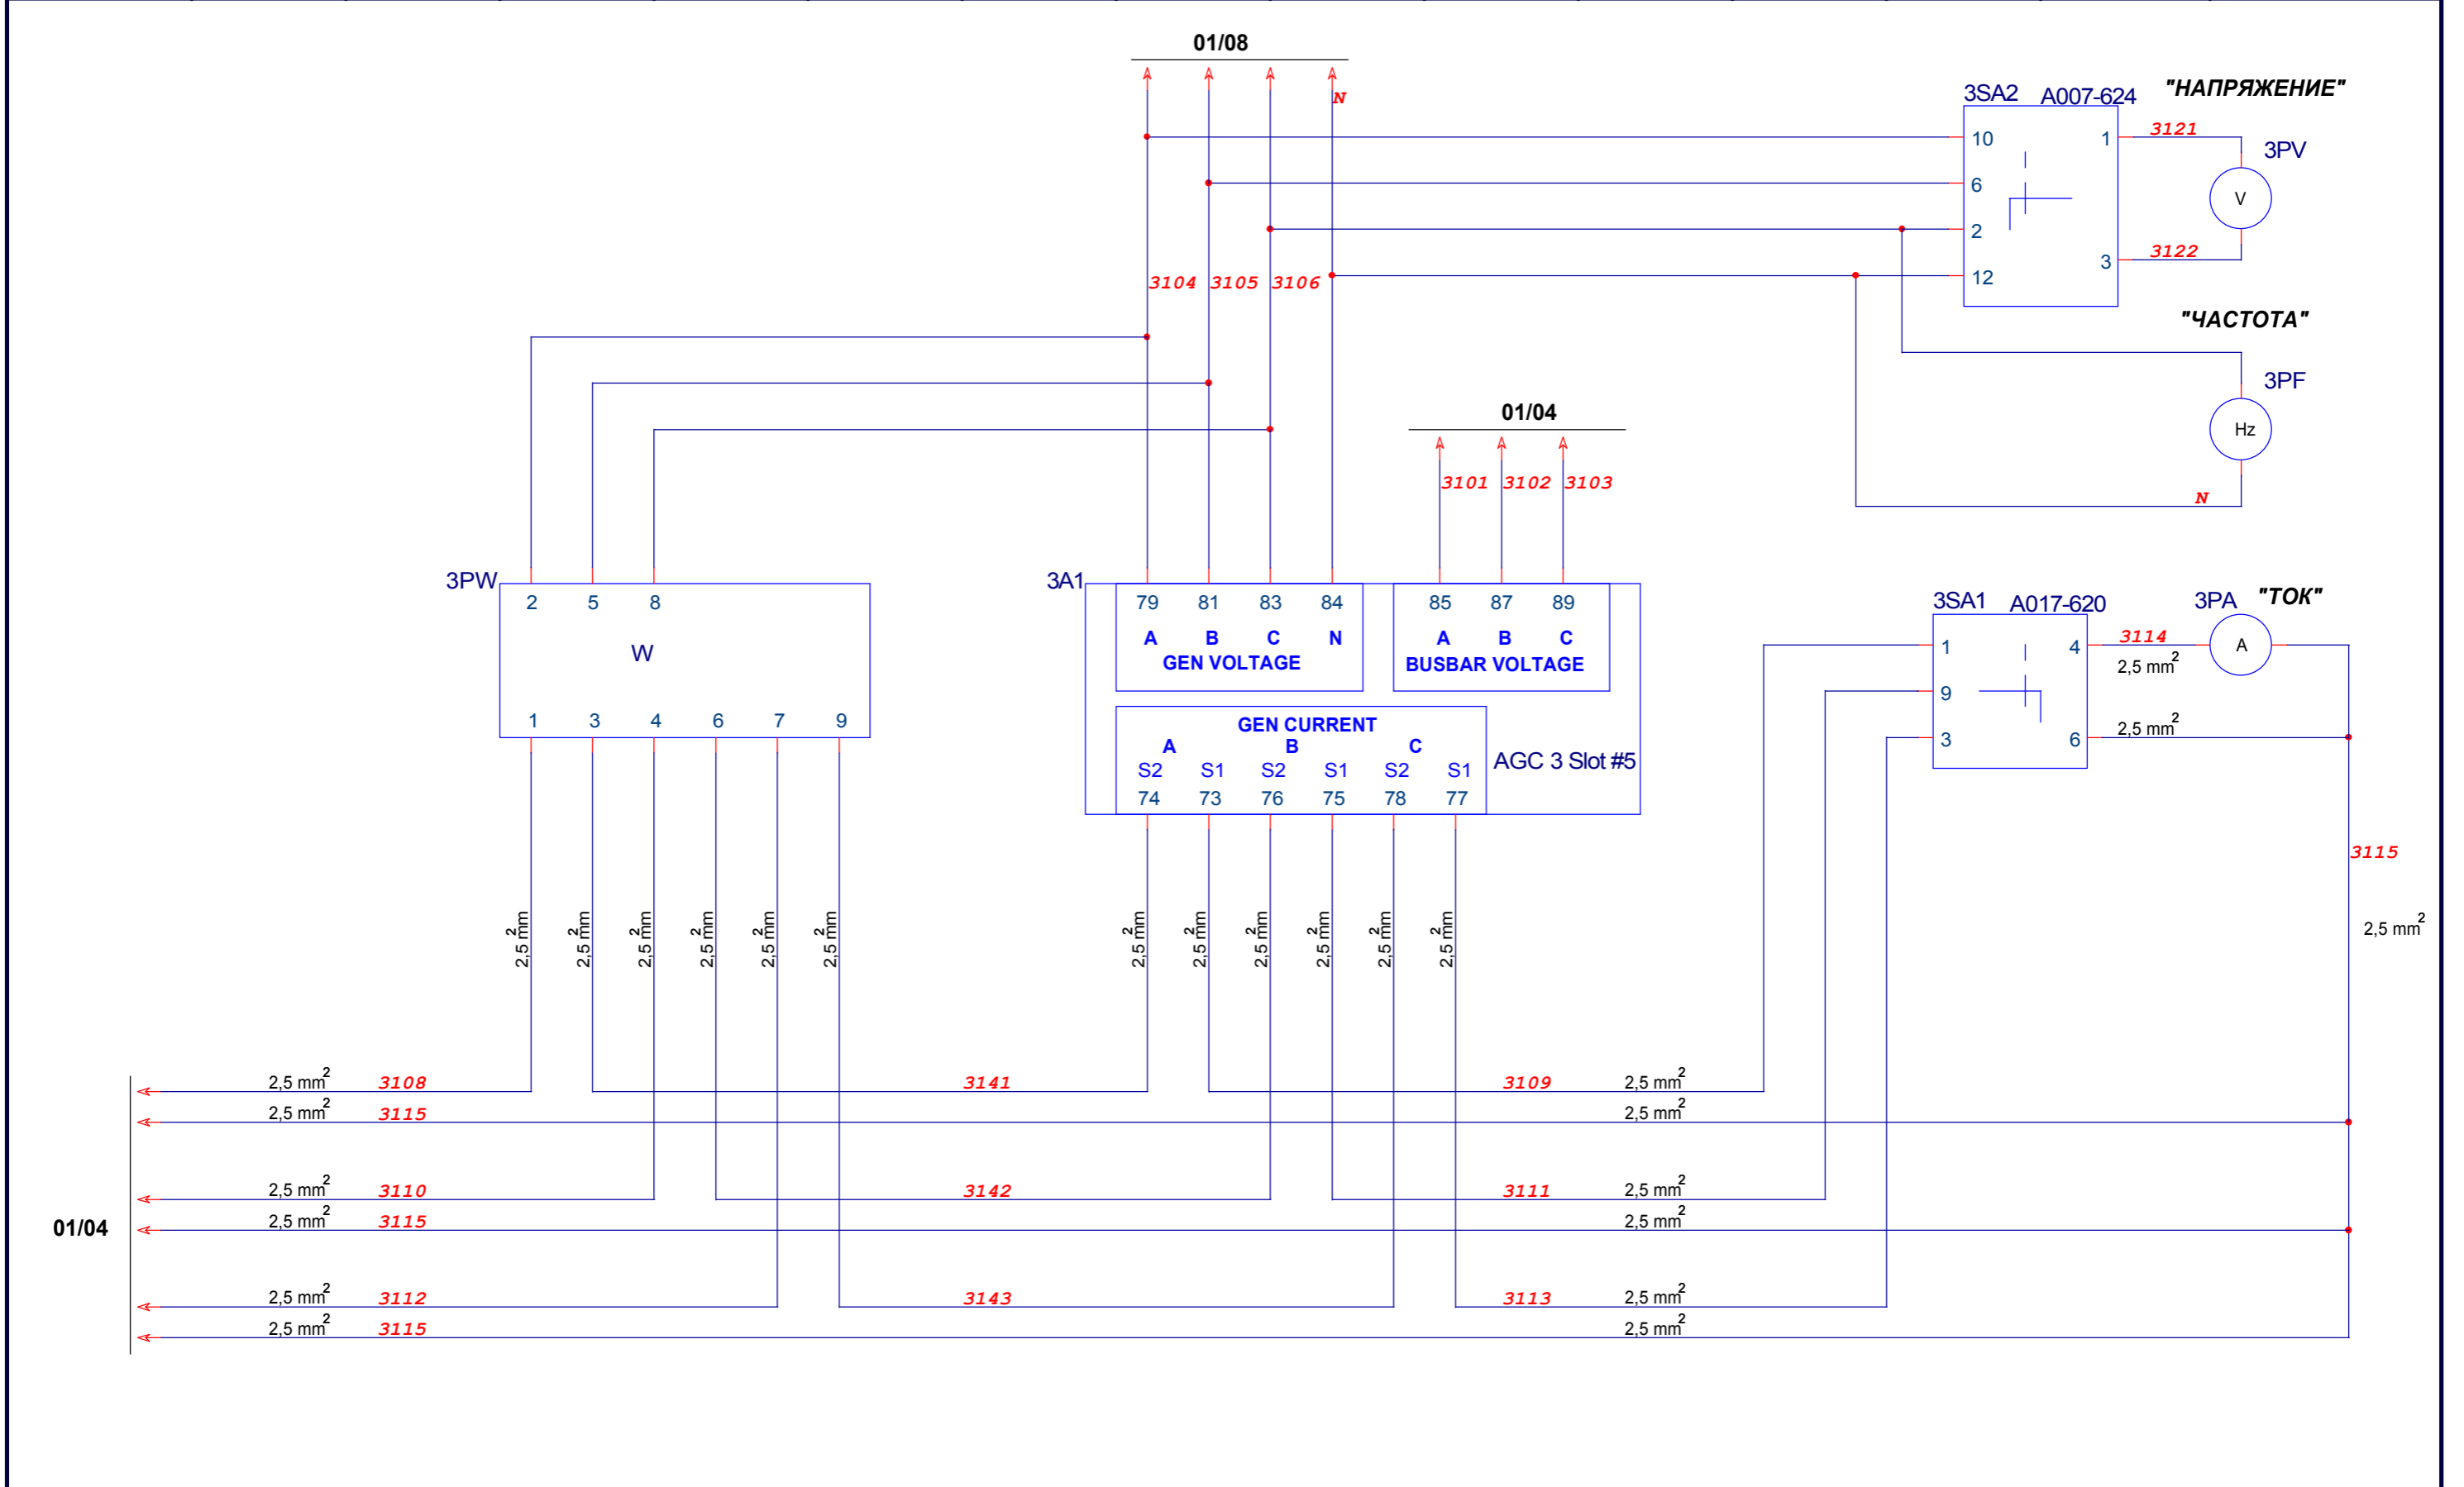 01/08
N
3SA2 A007-624 "НАПРЯЖЕНИЕ"
10 1 3121
3PV
6 V
2
3 3122
12
3104 3105 3106
"ЧАСТОТА"
3PF
Hz
N
01/04
3101 3102 3103
3PW
2 5 8
W
1 3 4 6 7 9
3A1
79 81 83 84 85 87 89
A B C N A B C
GEN VOLTAGE BUSBAR VOLTAGE
GEN CURRENT
A B C
S2 S1 S2 S1 S2 S1
74 73 76 75 78 77
AGC 3 Slot #5
3SA1 A017-620 3PA "ТОК"
1 4 3114 A
2,5 mm²
9
3 6 2,5 mm²
3115
2,5 mm²
2,5 mm² 2,5 mm² 2,5 mm² 2,5 mm² 2,5 mm² 2,5 mm² 2,5 mm² 2,5 mm² 2,5 mm² 2,5 mm² 2,5 mm² 2,5 mm²
2,5 mm² 3108 3141 3109 2,5 mm²
2,5 mm² 3115 2,5 mm²
2,5 mm² 3110 3142 3111 2,5 mm²
01/04
2,5 mm² 3115 2,5 mm²
2,5 mm² 3112 3143 3113 2,5 mm²
2,5 mm² 3115 2,5 mm²